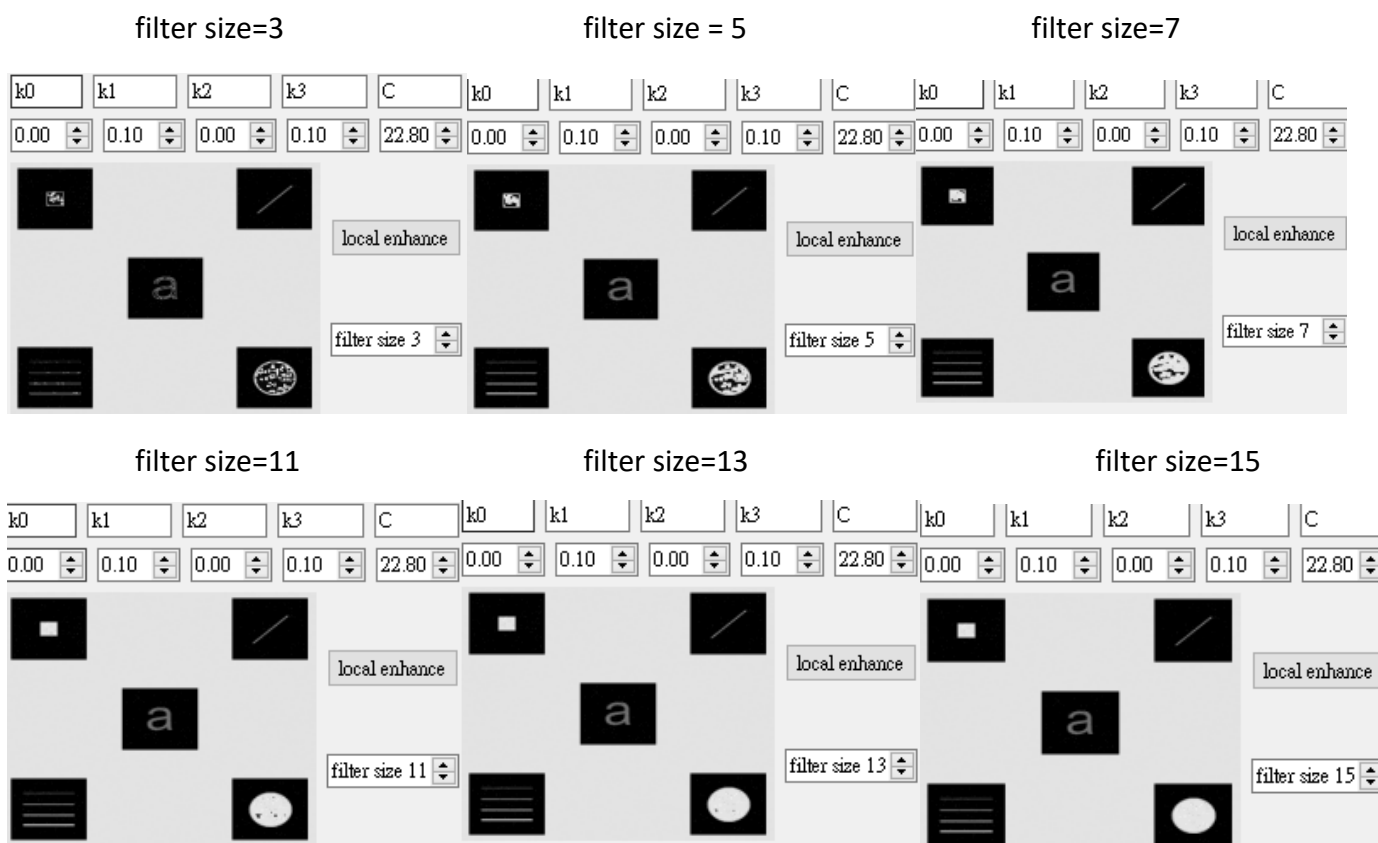 filter size=3 filter size = 5 filter size=7
k0 k1 k2 k3 C k0 k1 k2 k3 C k0 k1 k2 k3 C
0.00 0.10 0.00 0.10 22.80 0.00 0.10 0.00 0.10 22.80 0.00 0.10 0.00 0.10 22.80
local enhance local enhance local enhance
a a a
filter size 3 filter size 5 filter size 7
filter size=11 filter size=13 filter size=15
k0 k1 k2 k3 C k0 k1 k2 k3 C k0 k1 k2 k3 C
0.00 0.10 0.00 0.10 22.80 0.00 0.10 0.00 0.10 22.80 0.00 0.10 0.00 0.10 22.80
local enhance local enhance local enhance
a a a
filter size 11 filter size 13 filter size 15